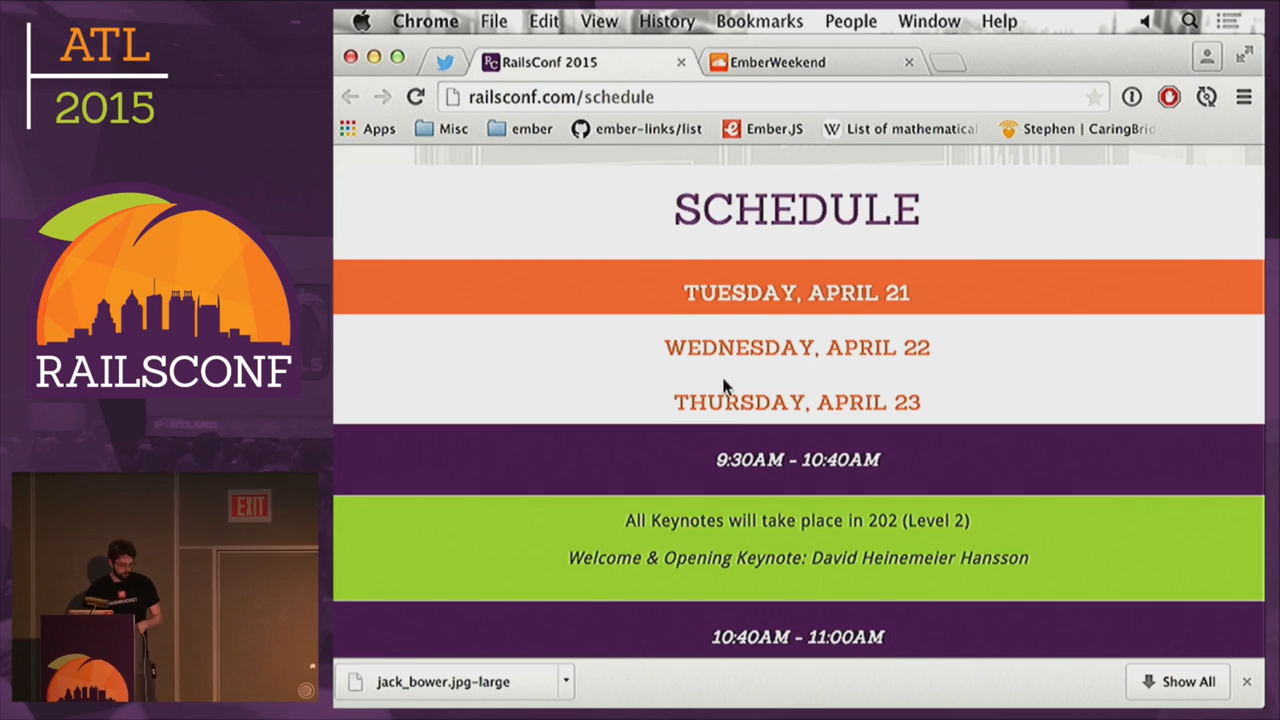 ATL
2015
RAILSCONF
EXIT
Chrome File Edit View History Bookmarks People Window Help
RailsConf 2015
EmberWeekend
railsconf.com/schedule
Apps Misc ember ember-links/list Ember.JS List of mathematical Stephen | CaringBrid
SCHEDULE
TUESDAY, APRIL 21
WEDNESDAY, APRIL 22
THURSDAY, APRIL 23
9:30AM - 10:40AM
All Keynotes will take place in 202 (Level 2)
Welcome & Opening Keynote: David Heinemeier Hansson
10:40AM - 11:00AM
jack_bower.jpg-large
Show All